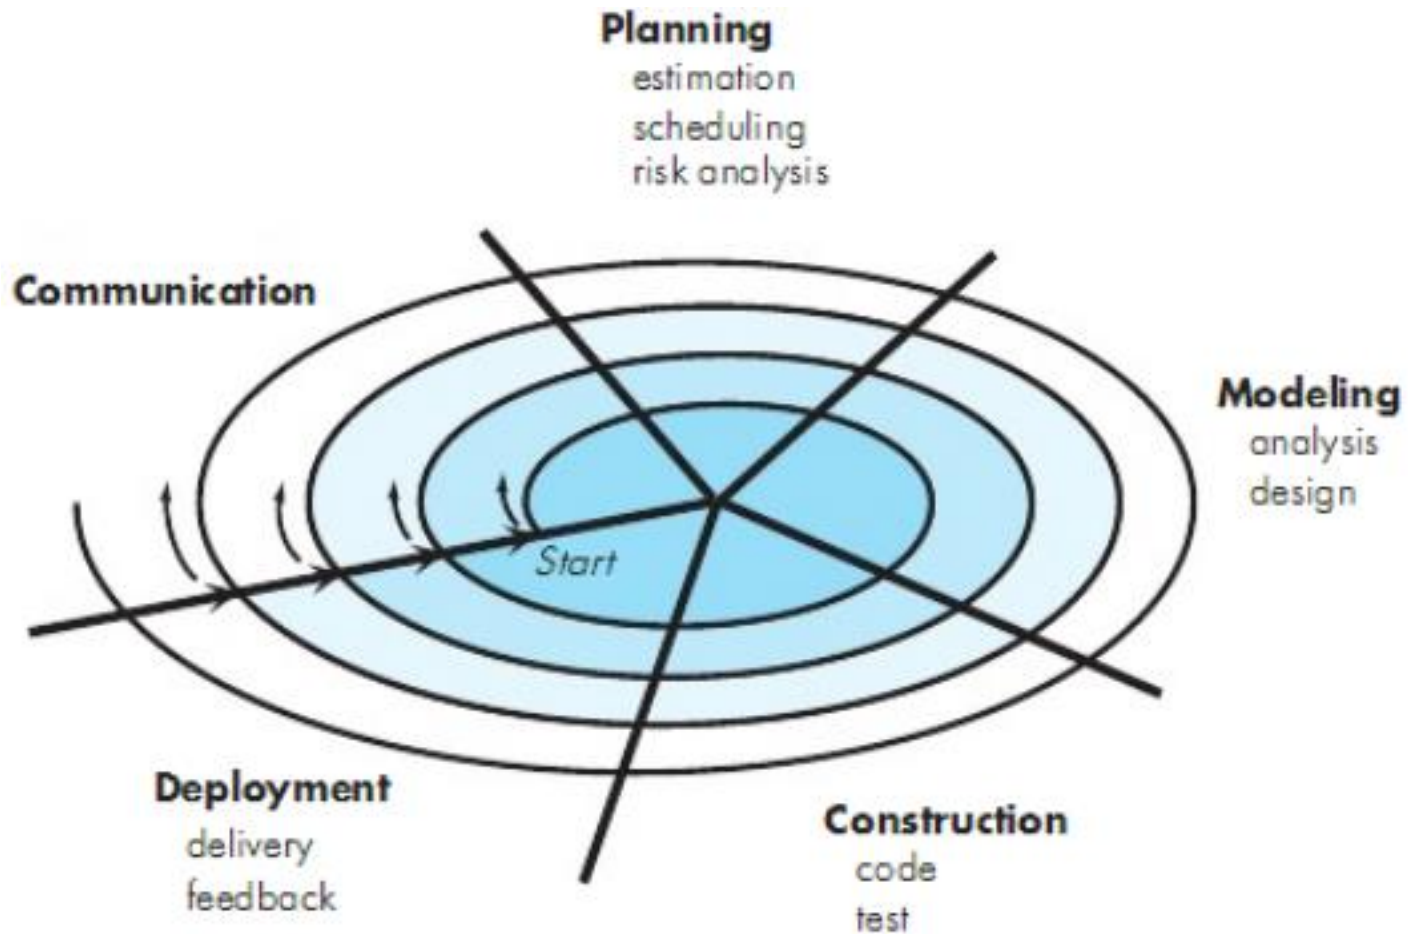 Planning
estimation
scheduling
risk analysis
Communication
Modeling
analysis
design
Start
Deployment
delivery
feedback
Construction
code
test